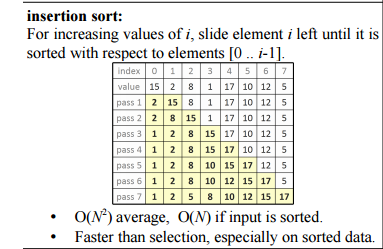 insertion sort:
For increasing values of i, slide element i left until it is
sorted with respect to elements [0 .. i-1].
index 0 1 2 3 4 5 6 7
value 15 2 8 1 17 10 12 5
pass 1 2 15 8 1 17 10 12 5
pass 2 2 8 15 1 17 10 12 5
pass 3 1 2 8 15 17 10 12 5
pass 4 1 2 8 15 17 10 12 5
pass 5 1 2 8 10 15 17 12 5
pass 6 1 2 8 10 12 15 17 5
pass 7 1 2 5 8 10 12 15 17
• O(N²) average, O(N) if input is sorted.
• Faster than selection, especially on sorted data.